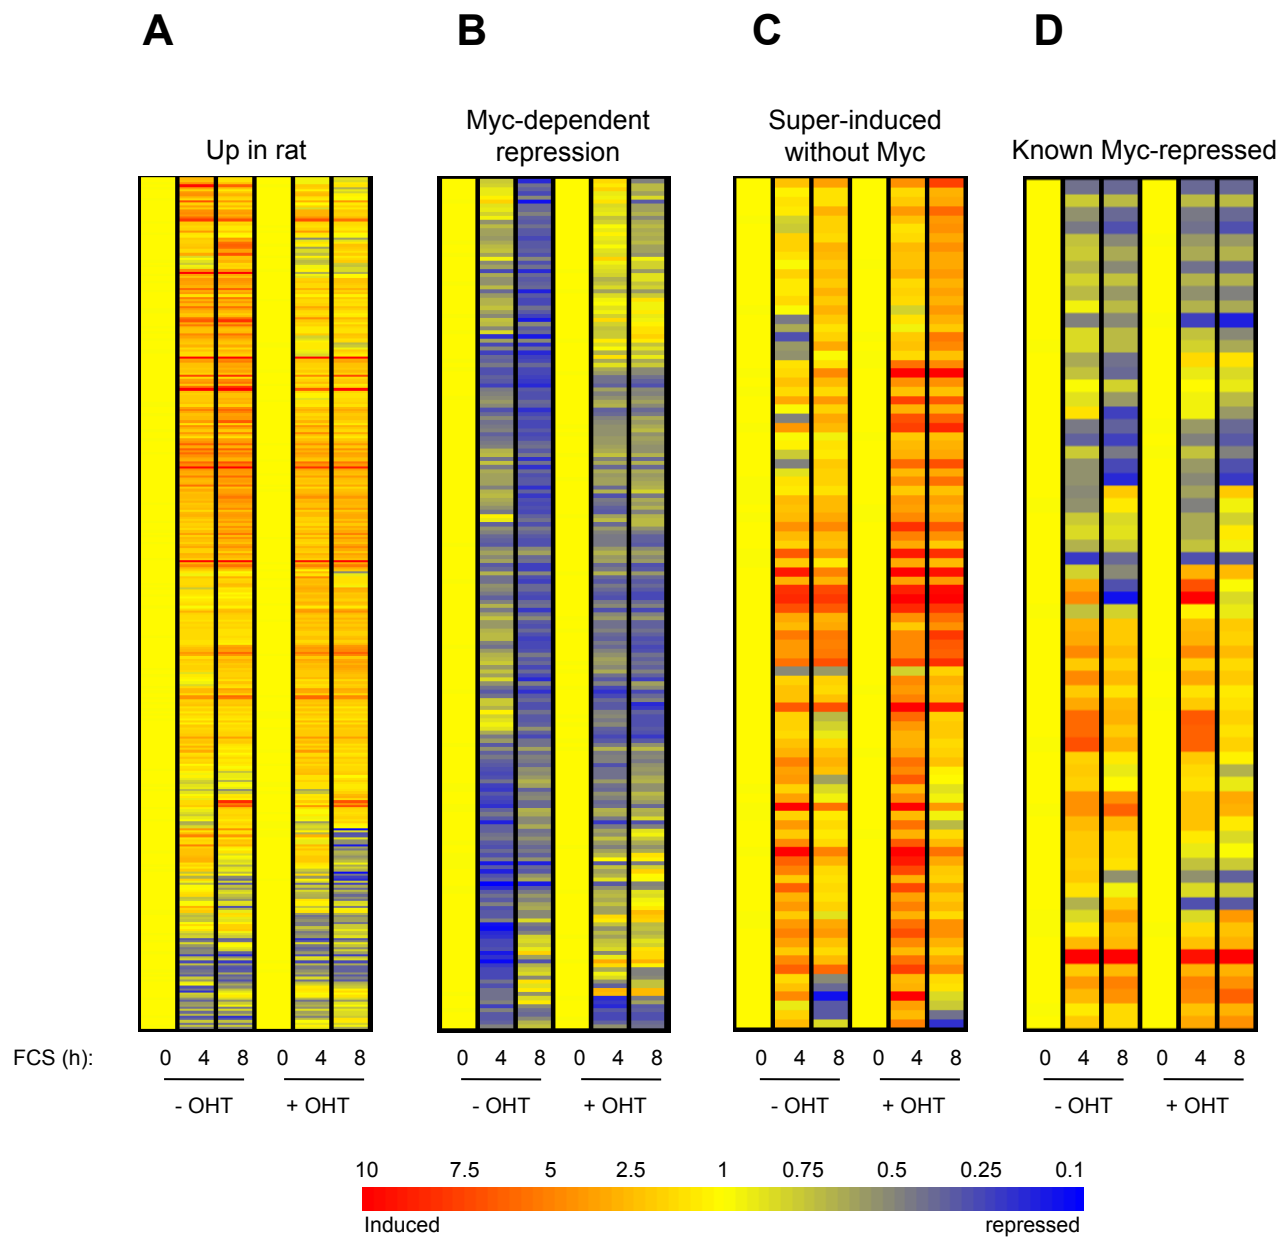 A B C D
Up in rat
Myc-dependent
repression
Super-induced
without Myc
Known Myc-repressed
FCS (h): 0 4 8 0 4 8 0 4 8 0 4 8 0 4 8 0 4 8 0 4 8 0 4 8
- OHT + OHT - OHT + OHT - OHT + OHT - OHT + OHT
10 7.5 5 2.5 1 0.75 0.5 0.25 0.1
Induced repressed